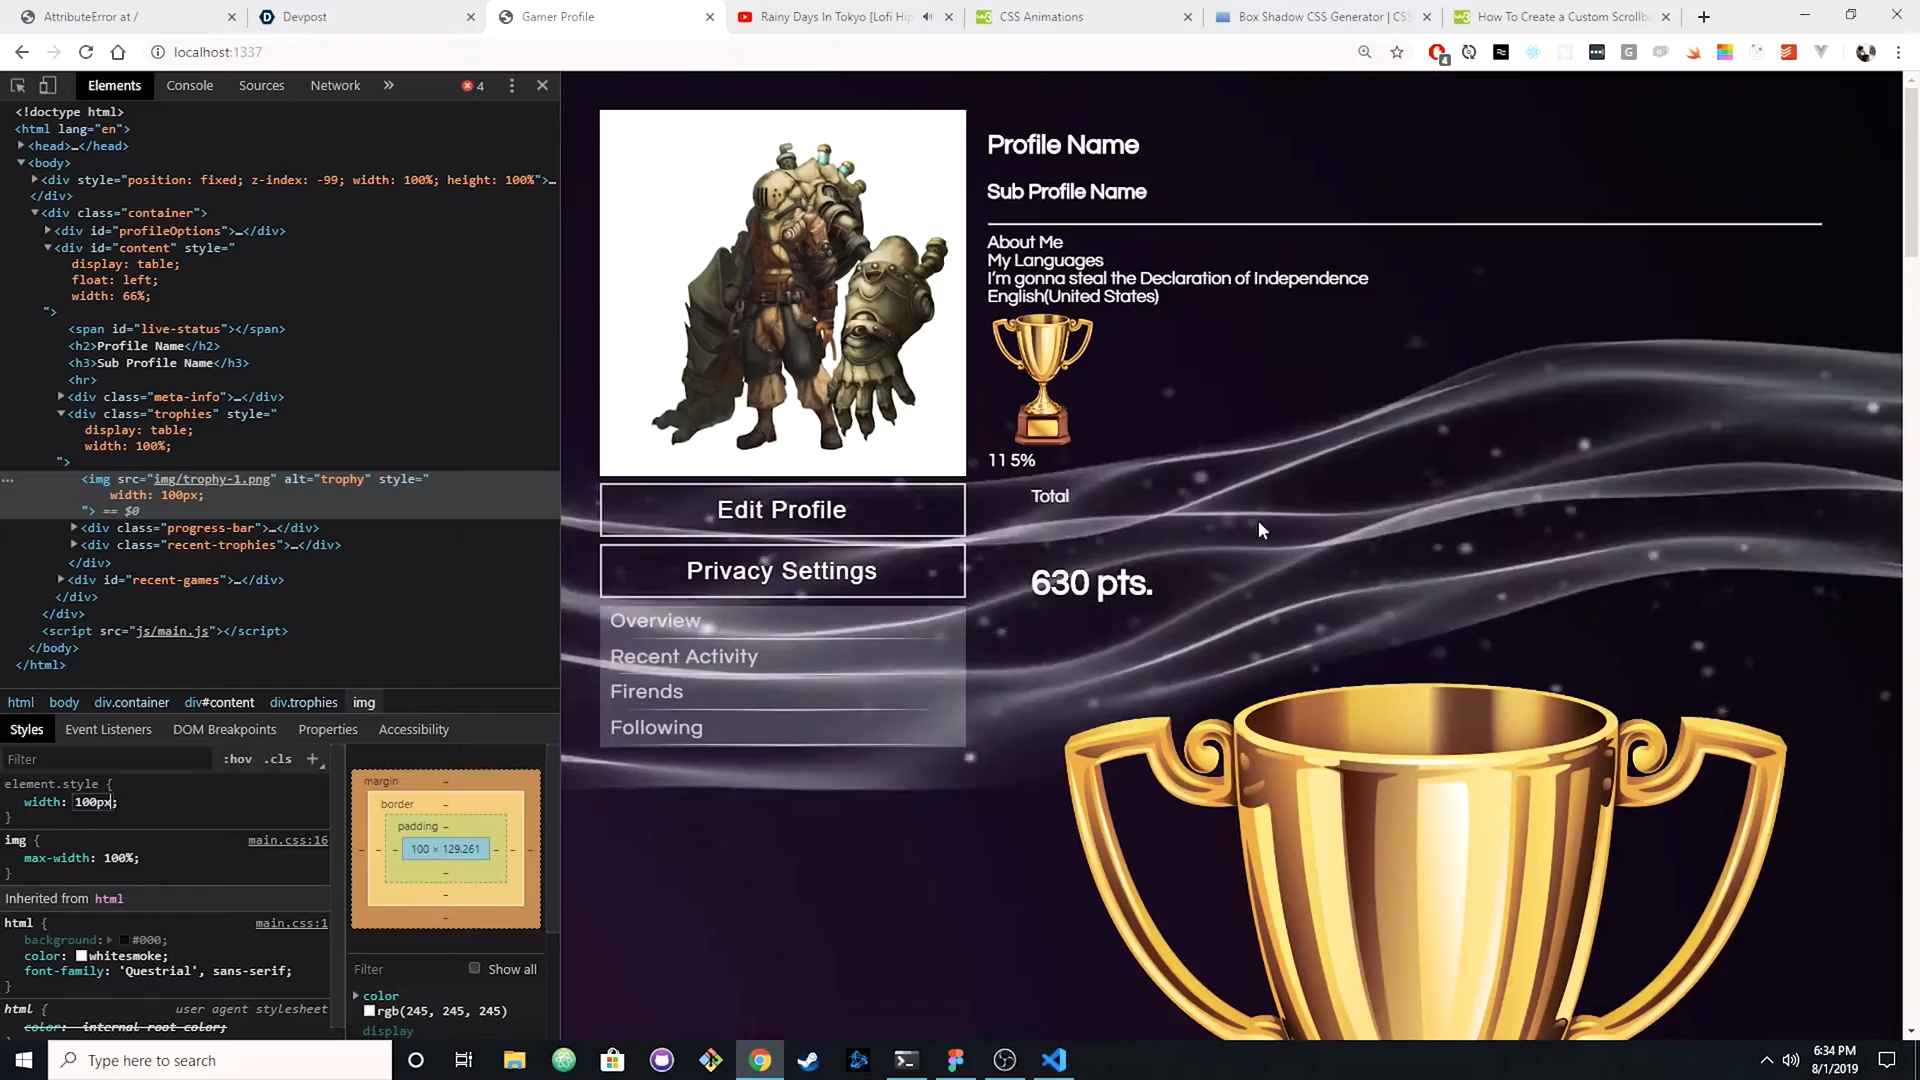 AttributeError at /
Devpost
Gamer Profile
Rainy Days In Tokyo [Lofi Hip
CSS Animations
Box Shadow CSS Generator | CSS
How To Create a Custom Scrollb
localhost:1337
4
Elements
Console
Sources
Network
»
4
<!doctype html>
<html lang="en">
<head>…</head>
<body>
<div style="position: fixed; z-index: -99; width: 100%; height: 100%">…
</div>
<div class="container">
<div id="profileOptions">…</div>
<div id="content" style="
display: table;
float: left;
width: 66%;
">
<span id="live-status"></span>
<h2>Profile Name</h2>
<h3>Sub Profile Name</h3>
<hr>
<div class="meta-info">…</div>
<div class="trophies" style="
display: table;
width: 100%;
">
<img src="img/trophy-1.png" alt="trophy" style="
width: 100px;
"> == $0
<div class="progress-bar">…</div>
<div class="recent-trophies">…</div>
</div>
<div id="recent-games">…</div>
</div>
</div>
<script src="js/main.js"></script>
</body>
</html>
html body div.container div#content div.trophies img
Styles Event Listeners DOM Breakpoints Properties Accessibility
Filter
:hov .cls +
element.style {
width: 100px;
}
img {
main.css:16
max-width: 100%;
}
Inherited from html
html {
main.css:1
background: #000;
color: whitesmoke;
font-family: 'Questrial', sans-serif;
}
html {
user agent stylesheet
color: -internal-root-color;
margin –
border –
padding –
100 × 129.261
Filter
Show all
color
rgb(245, 245, 245)
display
Edit Profile
Privacy Settings
Overview
Recent Activity
Firends
Following
Profile Name
Sub Profile Name
About Me
My Languages
I'm gonna steal the Declaration of Independence
English(United States)
11 5%
Total
630 pts.
Type here to search
6:34 PM
8/1/2019